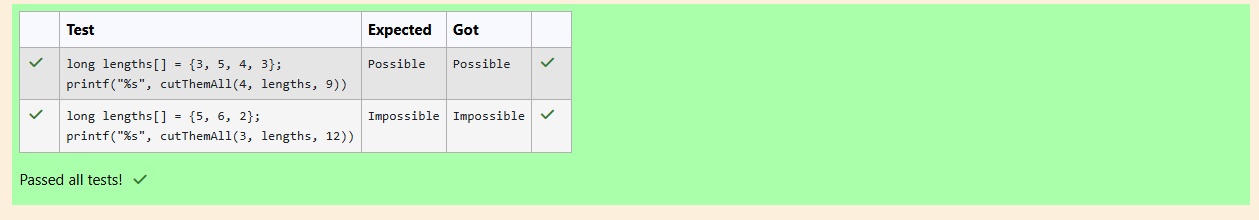 Test Expected Got
long lengths[] = {3, 5, 4, 3};
printf("%s", cutThemAll(4, lengths, 9))
Possible Possible
long lengths[] = {5, 6, 2};
printf("%s", cutThemAll(3, lengths, 12))
Impossible Impossible
Passed all tests!